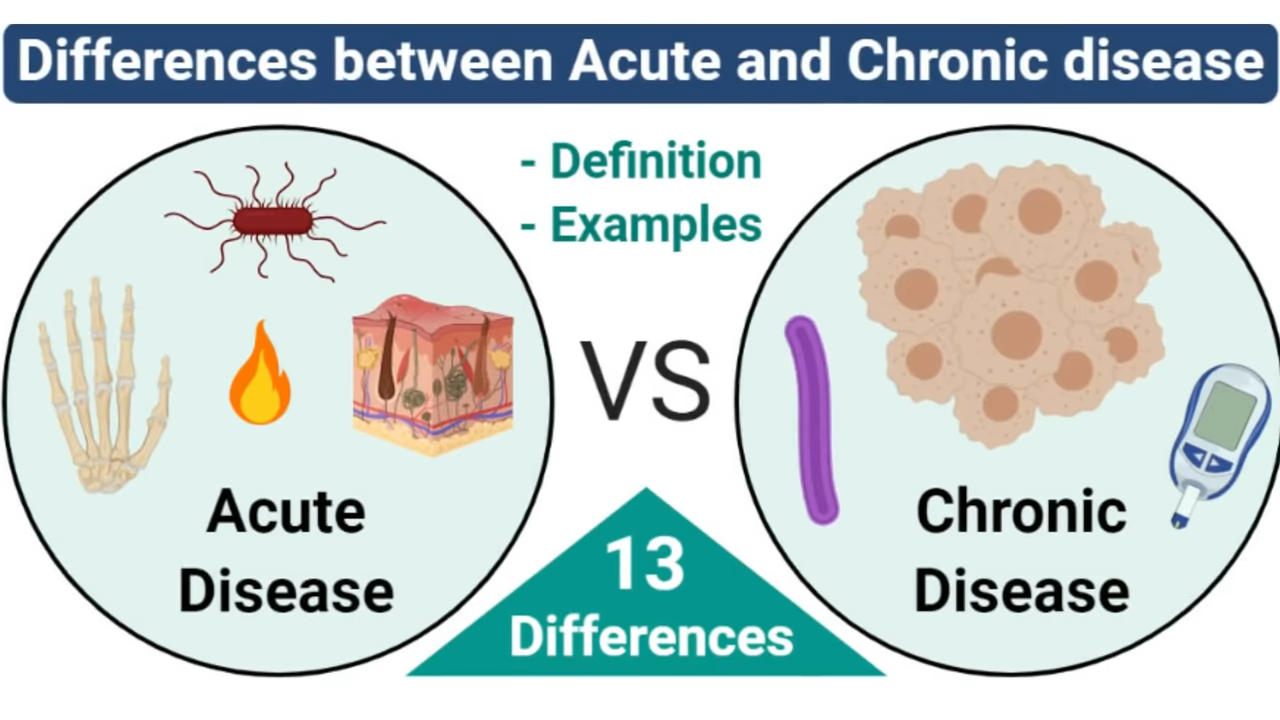 Differences between Acute and Chronic disease
- Definition
- Examples
VS
Acute
Disease
Chronic
Disease
13
Differences